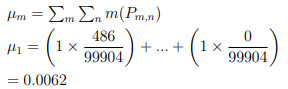 μ_m = ∑_m ∑_n m(P_{m,n})
μ_1 = (1 × 486/99904) + ... + (1 × 0/99904)
= 0.0062